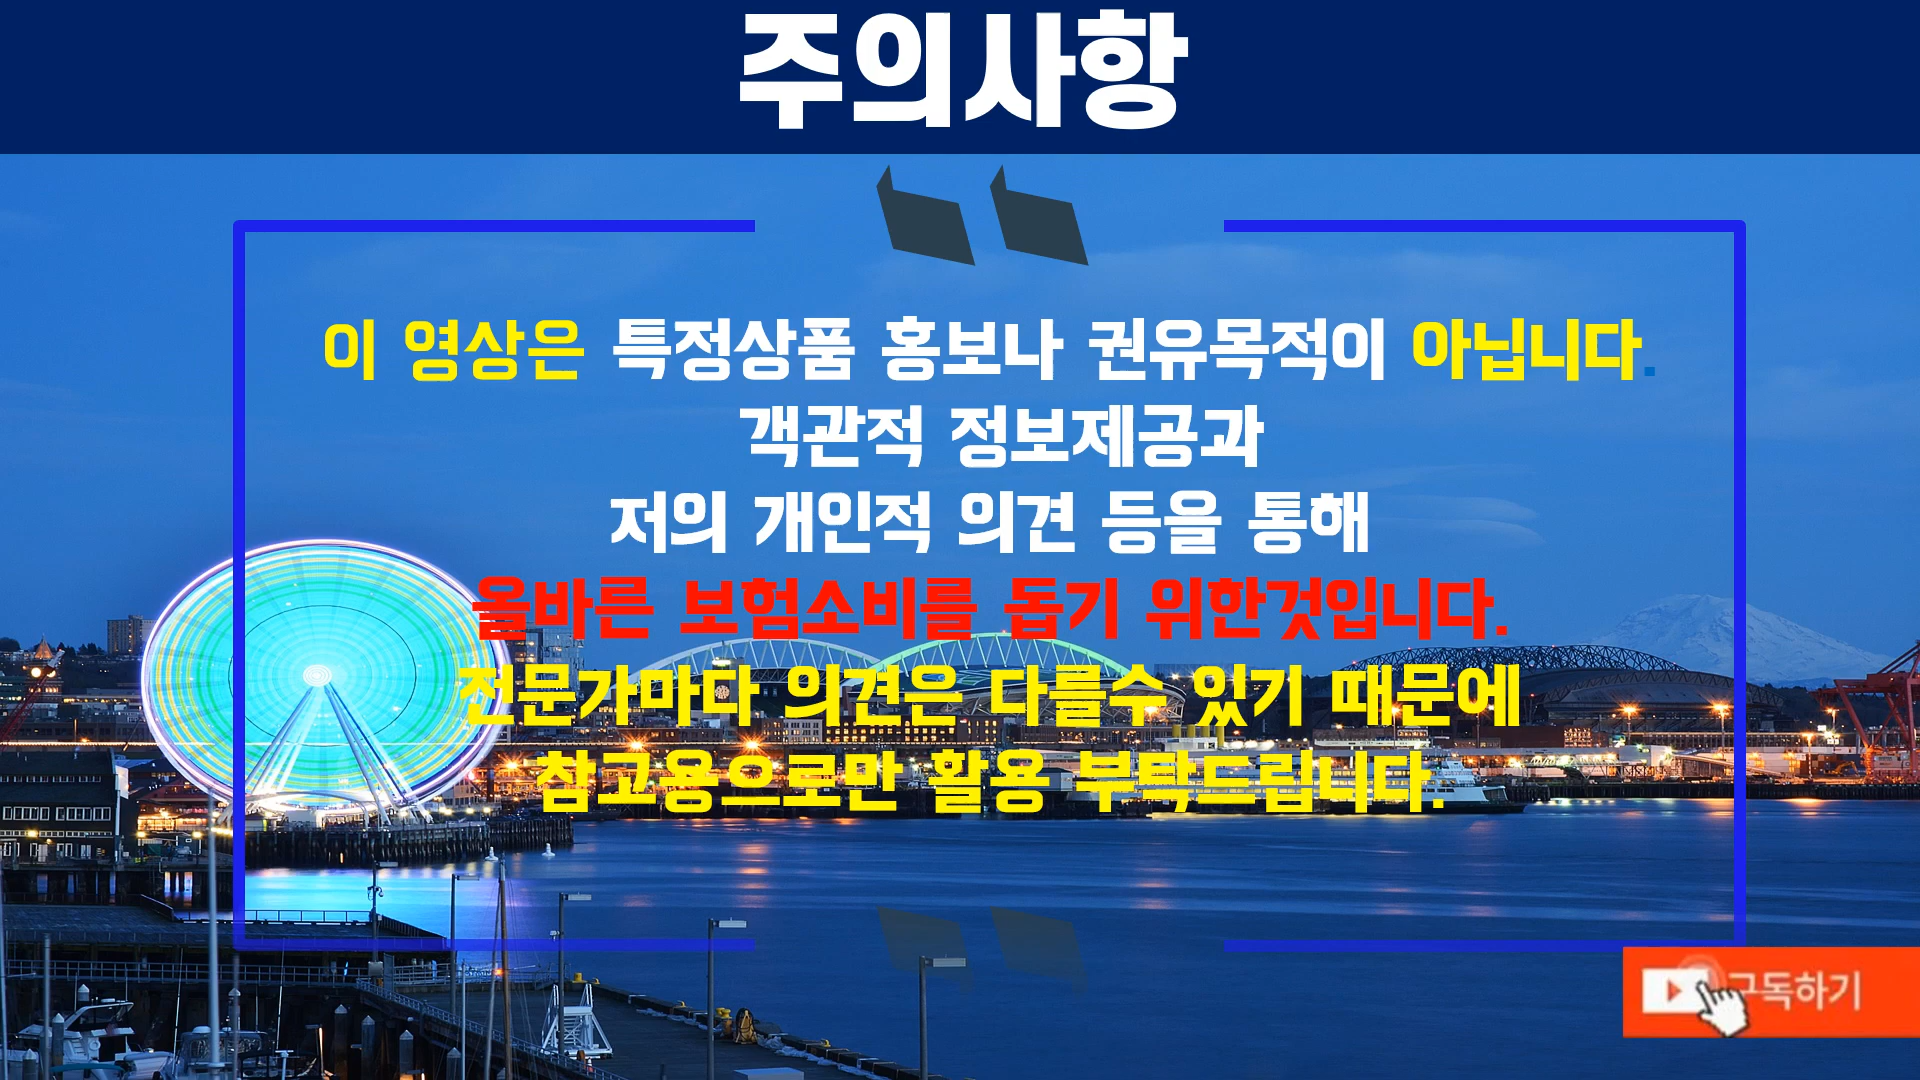 주의사항
이 영상은 특정상품 홍보나 권유목적이 아닙니다.
객관적 정보제공과
저의 개인적 의견 등을 통해
올바른 보험소비를 돕기 위한것입니다.
전문가마다 의견은 다를수 있기 때문에
참고용으로만 활용 부탁드립니다.
구독하기